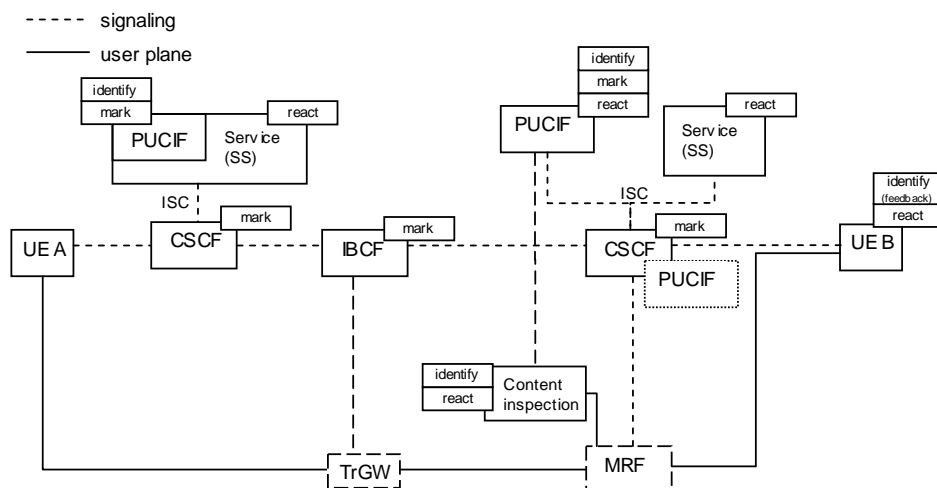 signaling
user plane
identify
mark
react
PUCIF
Service
(SS)
identify
mark
react
PUCIF
react
Service
(SS)
ISC
ISC
identify
(feedback)
react
mark
mark
mark
UE A
CSCF
IBCF
CSCF
UE B
PUCIF
identify
react
Content
inspection
TrGW
MRF